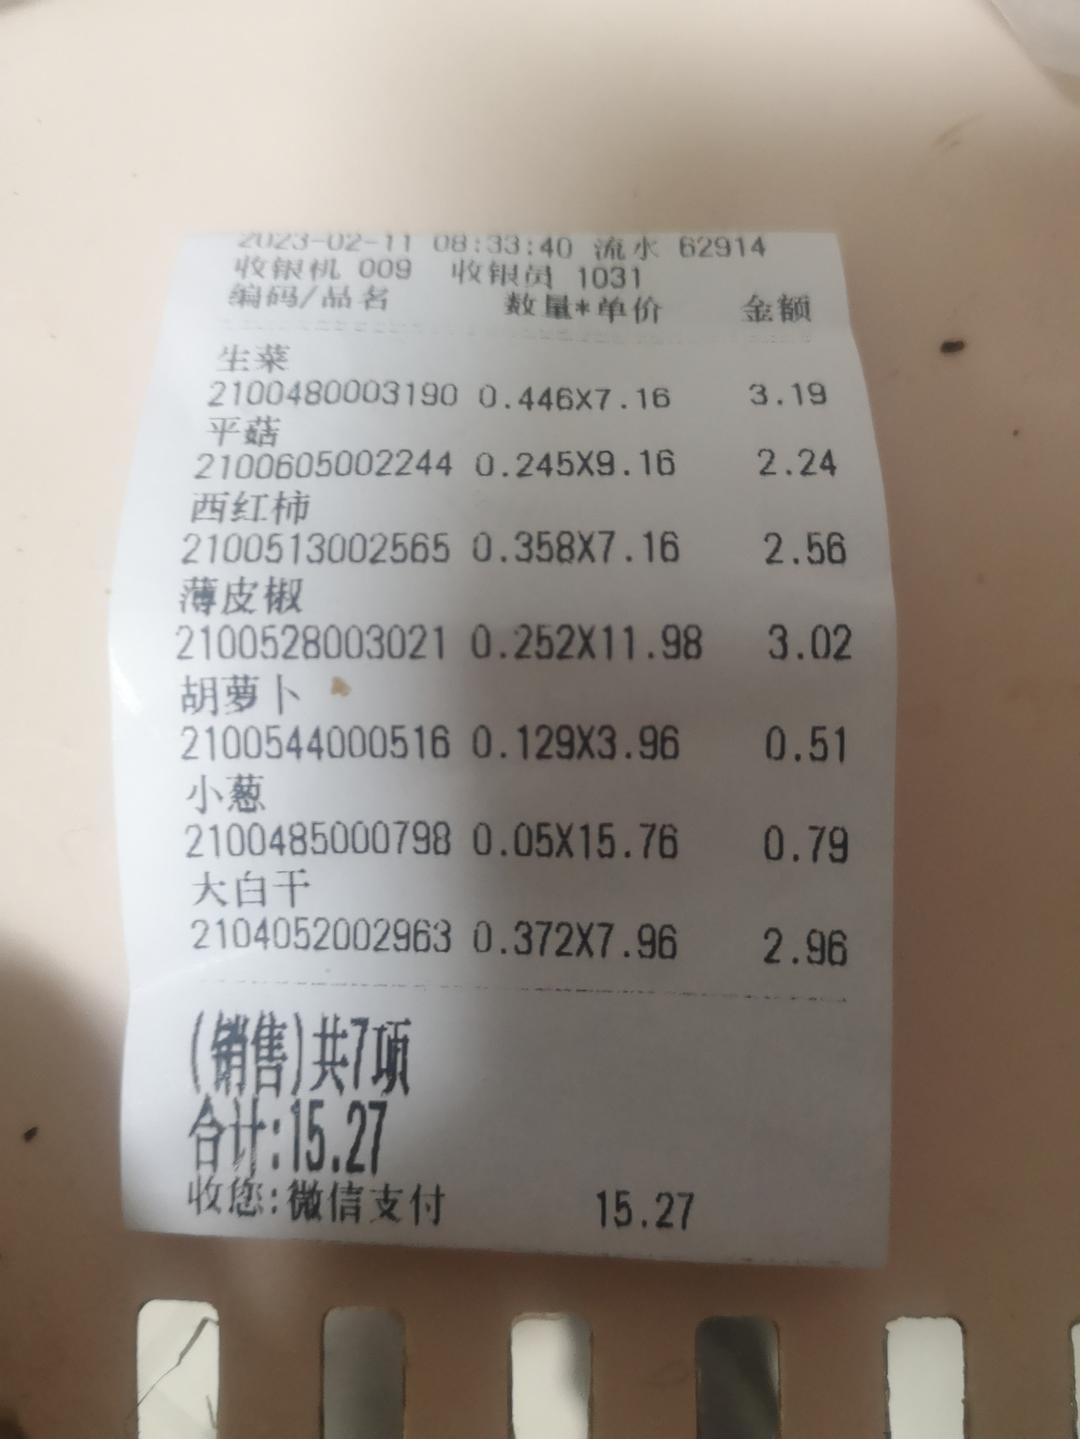 2023-02-11 08:33:40 流水 62914
收银机 009 收银员 1031
编码/品名 数量*单价 金额
生菜
2100480003190 0.446X7.16 3.19
平菇
2100605002244 0.245X9.16 2.24
西红柿
2100513002565 0.358X7.16 2.56
薄皮椒
2100528003021 0.252X11.98 3.02
胡萝卜
2100544000516 0.129X3.96 0.51
小葱
2100485000798 0.05X15.76 0.79
大白干
2104052002963 0.372X7.96 2.96
(销售)共7项
合计:15.27
收您:微信支付 15.27